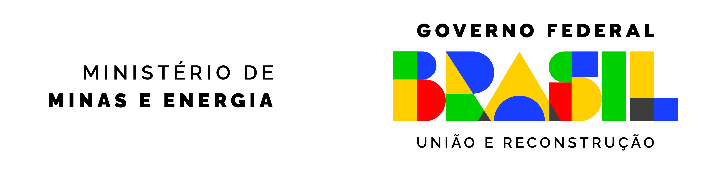 MINISTÉRIO DE
MINAS E ENERGIA
GOVERNO FEDERAL
BRASIL
UNIÃO E RECONSTRUÇÃO